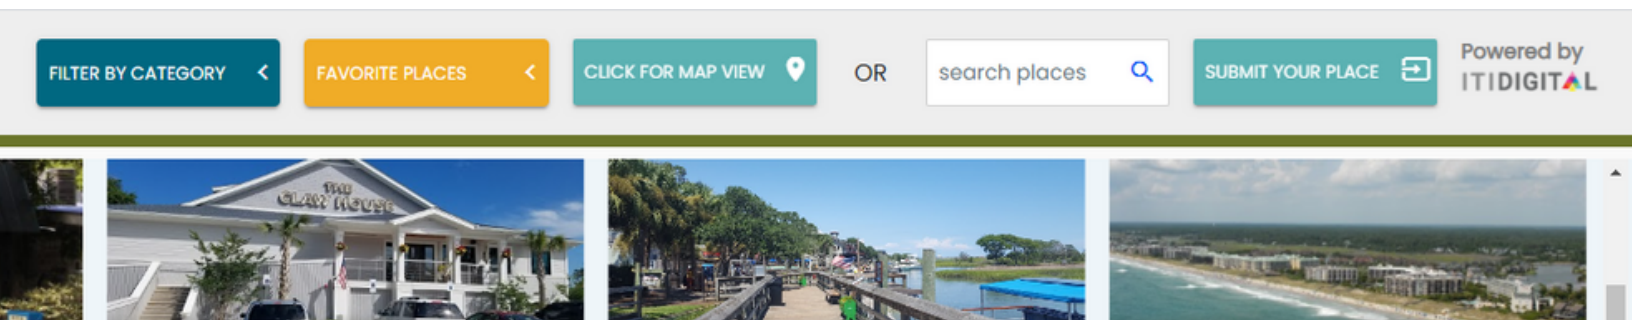 FILTER BY CATEGORY
FAVORITE PLACES
CLICK FOR MAP VIEW
OR
search places
SUBMIT YOUR PLACE
Powered by
ITIDIGITAL
THE
CLAW HOUSE